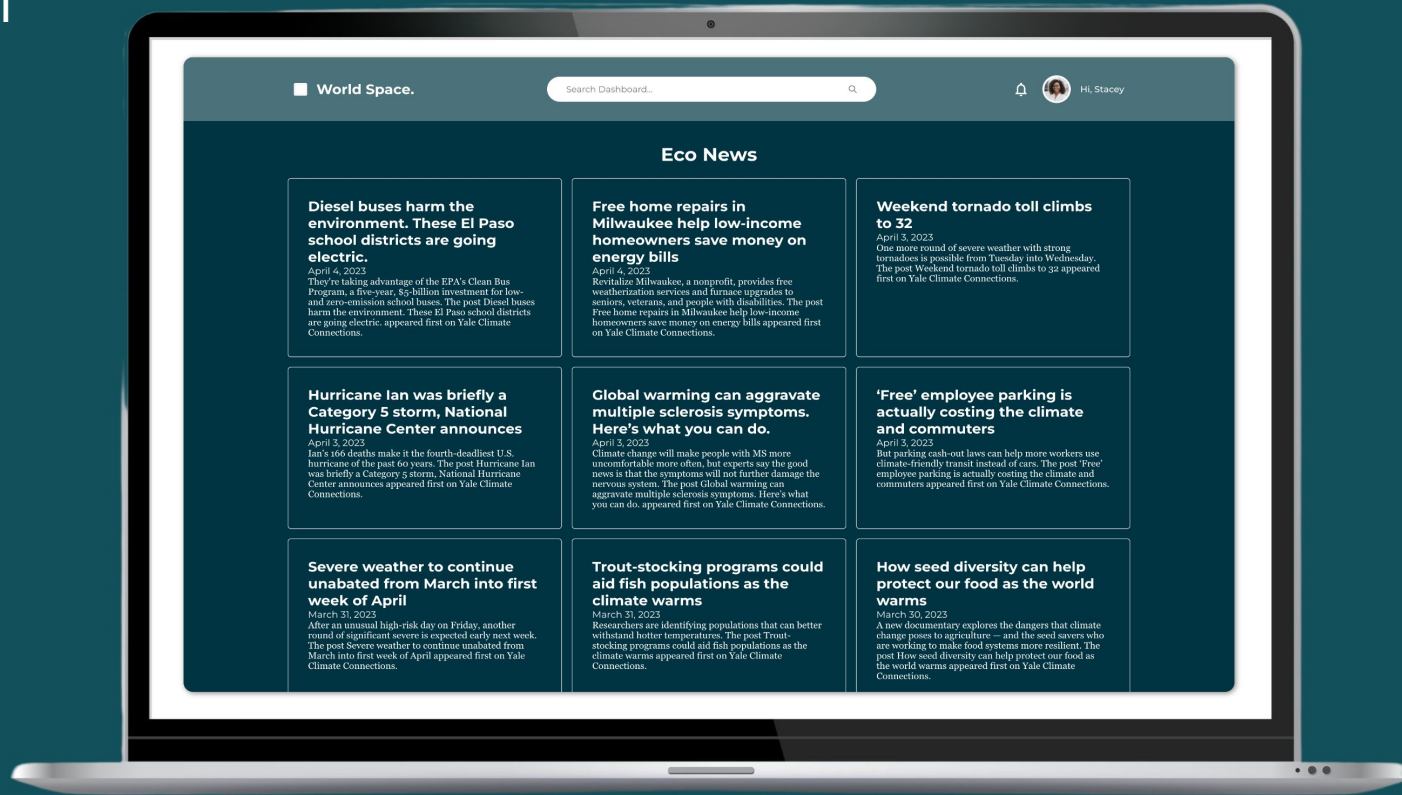 World Space.
Search Dashboard...
Hi, Stacey
Eco News
Diesel buses harm the
environment. These El Paso
school districts are going
electric.
April 4, 2023
They're taking advantage of the EPA's Clean Bus
Program, a five-year, $5-billion investment for low-
and zero-emission school buses. The post Diesel buses
harm the environment. These El Paso school districts
are going electric. appeared first on Yale Climate
Connections.
Free home repairs in
Milwaukee help low-income
homeowners save money on
energy bills
April 4, 2023
Revitalize Milwaukee, a nonprofit, provides free
weatherization services and furnace upgrades to
seniors, veterans, and people with disabilities. The post
Free home repairs in Milwaukee help low-income
homeowners save money on energy bills appeared first
on Yale Climate Connections.
Weekend tornado toll climbs
to 32
April 3, 2023
One more round of severe weather with strong
tornadoes is possible from Tuesday into Wednesday.
The post Weekend tornado toll climbs to 32 appeared
first on Yale Climate Connections.
Hurricane Ian was briefly a
Category 5 storm, National
Hurricane Center announces
April 3, 2023
Ian's 166 deaths make it the fourth-deadliest U.S.
hurricane of the past 60 years. The post Hurricane Ian
was briefly a Category 5 storm, National Hurricane
Center announces appeared first on Yale Climate
Connections.
Global warming can aggravate
multiple sclerosis symptoms.
Here's what you can do.
April 3, 2023
Climate change will make people with MS more
uncomfortable more often, but experts say the good
news is that the symptoms will not further damage the
nervous system. The post Global warming can
aggravate multiple sclerosis symptoms. Here's what
you can do. appeared first on Yale Climate Connections.
‘Free’ employee parking is
actually costing the climate
and commuters
April 3, 2023
But parking cash-out laws can help more workers use
climate-friendly transit instead of cars. The post ‘Free’
employee parking is actually costing the climate and
commuters appeared first on Yale Climate Connections.
Severe weather to continue
unabated from March into first
week of April
March 31, 2023
After an unusual high-risk day on Friday, another
round of significant severe is expected early next week.
The post Severe weather to continue unabated from
March into first week of April appeared first on Yale
Climate Connections.
Trout-stocking programs could
aid fish populations as the
climate warms
March 31, 2023
Researchers are identifying populations that can better
withstand hotter temperatures. The post Trout-
stocking programs could aid fish populations as the
climate warms appeared first on Yale Climate
Connections.
How seed diversity can help
protect our food as the world
warms
March 30, 2023
A new documentary explores the dangers that climate
change poses to agriculture — and the seed savers who
are working to make food systems more resilient. The
post How seed diversity can help protect our food as
the world warms appeared first on Yale Climate
Connections.